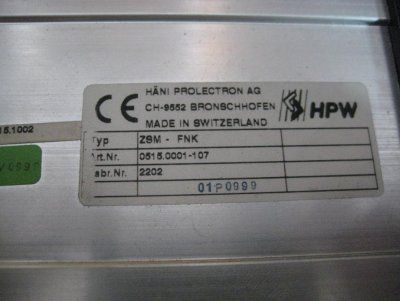 HÄNI PROLECTRON AG
CH-9552 BRONSCHHOFEN
MADE IN SWITZERLAND
CE
HPW
15.1002
Typ ZSM - FNK
Art.Nr. 0515.0001-107
abr.Nr. 2202
01P0999